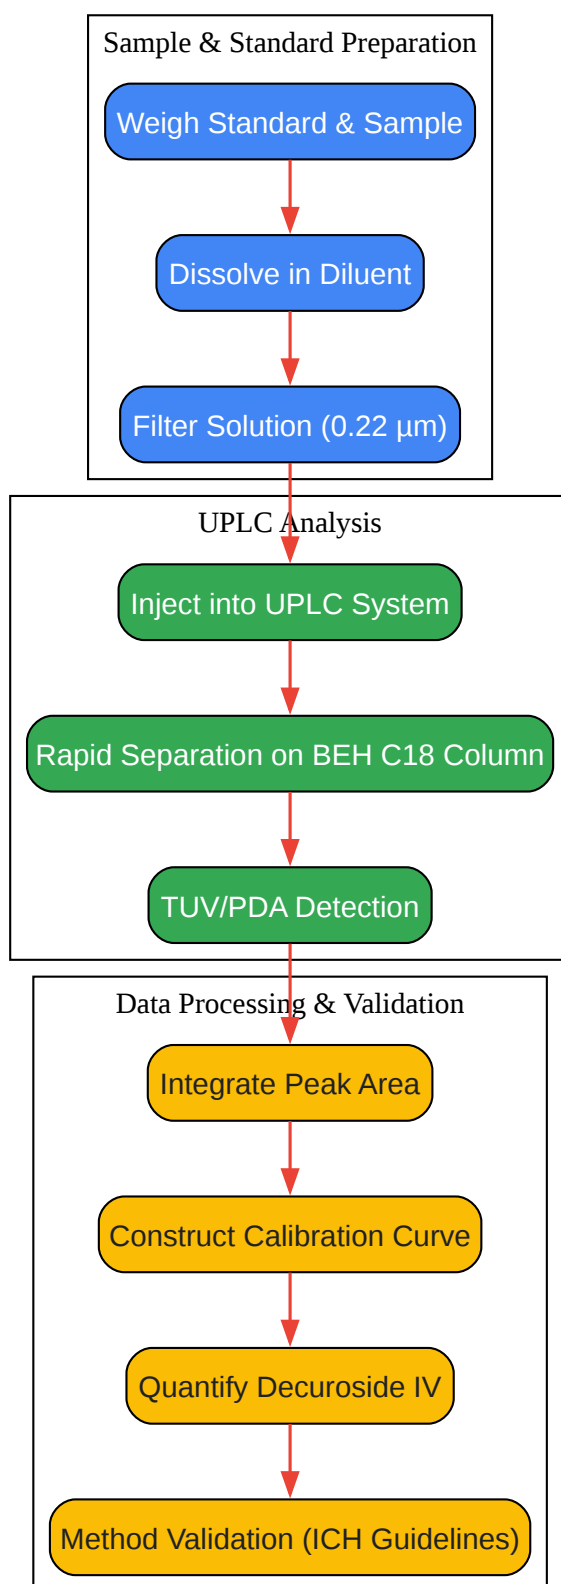 Sample & Standard Preparation
Weigh Standard & Sample
Dissolve in Diluent
Filter Solution (0.22 µm)
UPLC Analysis
Inject into UPLC System
Rapid Separation on BEH C18 Column
TUV/PDA Detection
Data Processing & Validation
Integrate Peak Area
Construct Calibration Curve
Quantify Decuroside IV
Method Validation (ICH Guidelines)